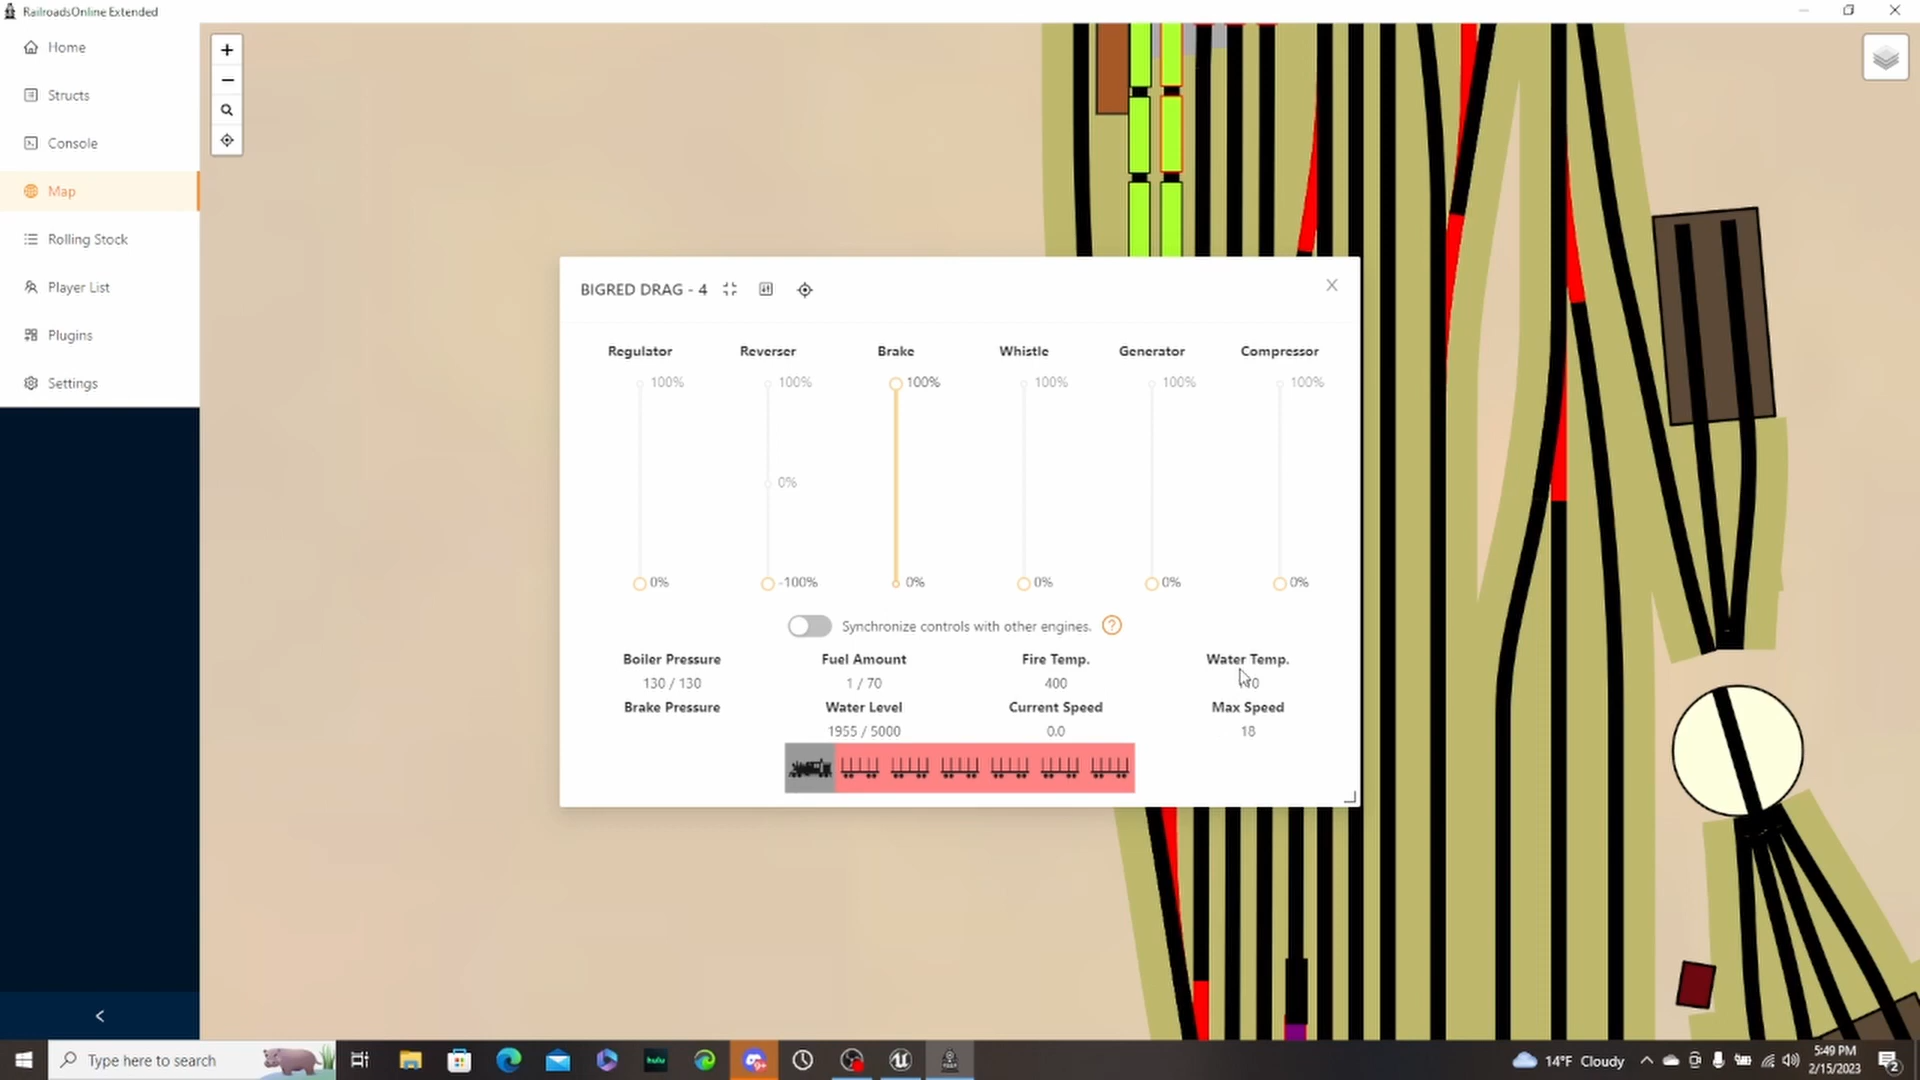 RailroadsOnline Extended
Home
Structs
Console
Map
Rolling Stock
Player List
Plugins
Settings
BIGRED DRAG - 4
Regulator Reverser Brake Whistle Generator Compressor
100% 100% 100% 100% 100% 100%
0%
0% -100% 0% 0% 0% 0%
Synchronize controls with other engines.
Boiler Pressure Fuel Amount Fire Temp. Water Temp.
130 / 130 1 / 70 400
Brake Pressure Water Level Current Speed Max Speed
1955 / 5000 0.0 18
Type here to search
hulu
14°F Cloudy
5:49 PM
2/15/2023
2